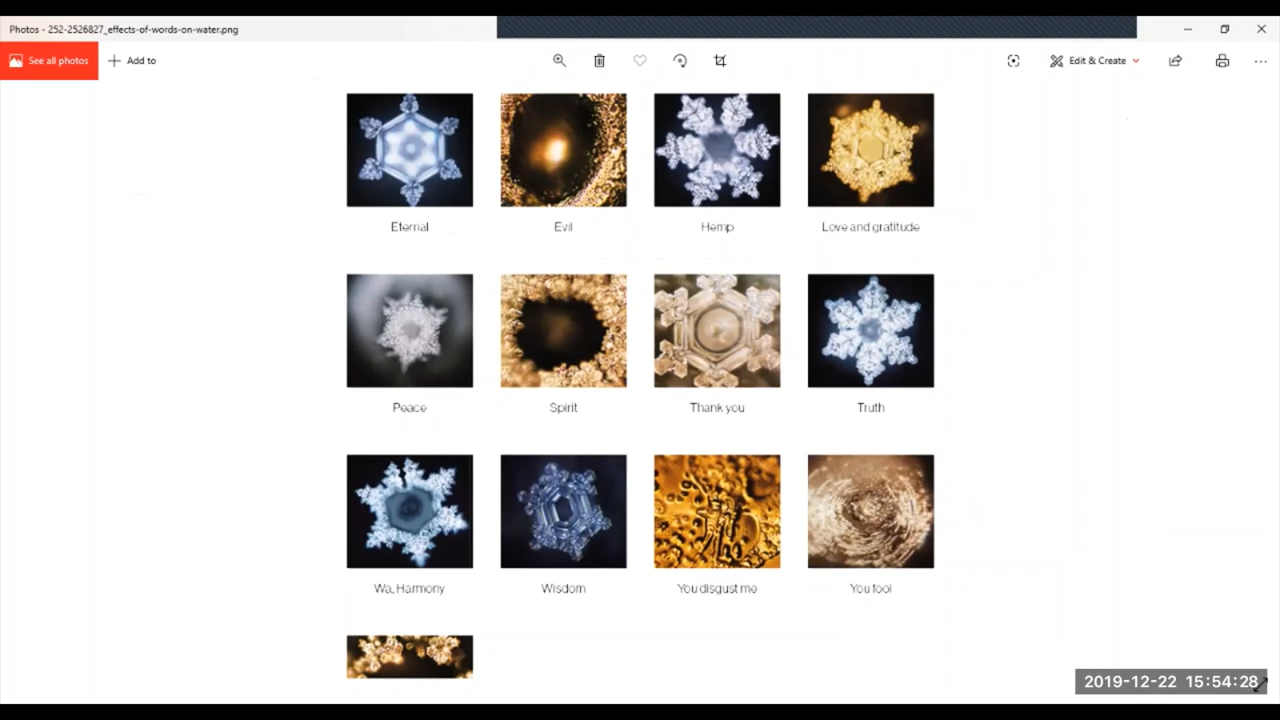 Photos - 252-2526827_effects-of-words-on-water.png
See all photos
Add to
Edit & Create
Eternal
Evil
Hemp
Love and gratitude
Peace
Spirit
Thank you
Truth
Wa, Harmony
Wisdom
You disgust me
You fool
2019-12-22 15:54:28